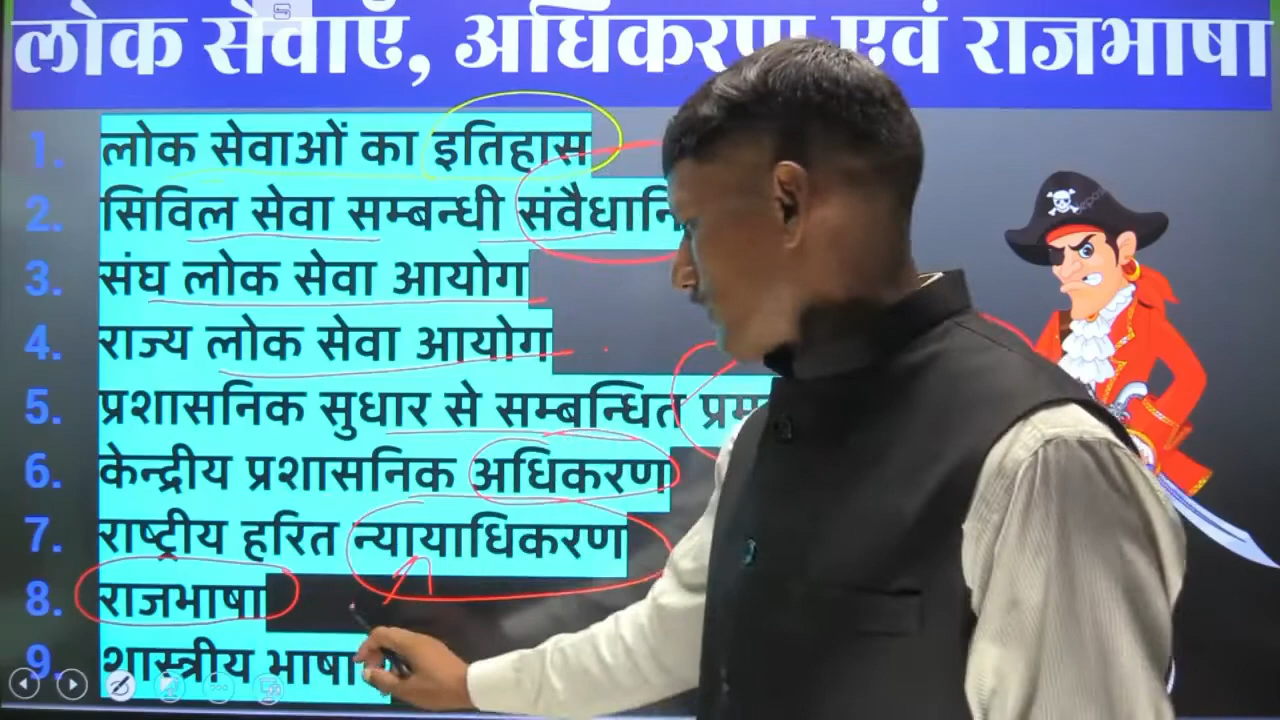 लोक सेवाएँ, अधिकरण एवं राजभाषा
1. लोक सेवाओं का इतिहास
2. सिविल सेवा सम्बन्धी
3. संघ लोक सेवा आयोग
4. राज्य लोक सेवा आयोग
5. प्रशासनिक सुधार से सम्बन्धित
6. केन्द्रीय प्रशासनिक अधिकरण
7. राष्ट्रीय हरित न्यायाधिकरण
8. राजभाषा
9. शास्त्रीय